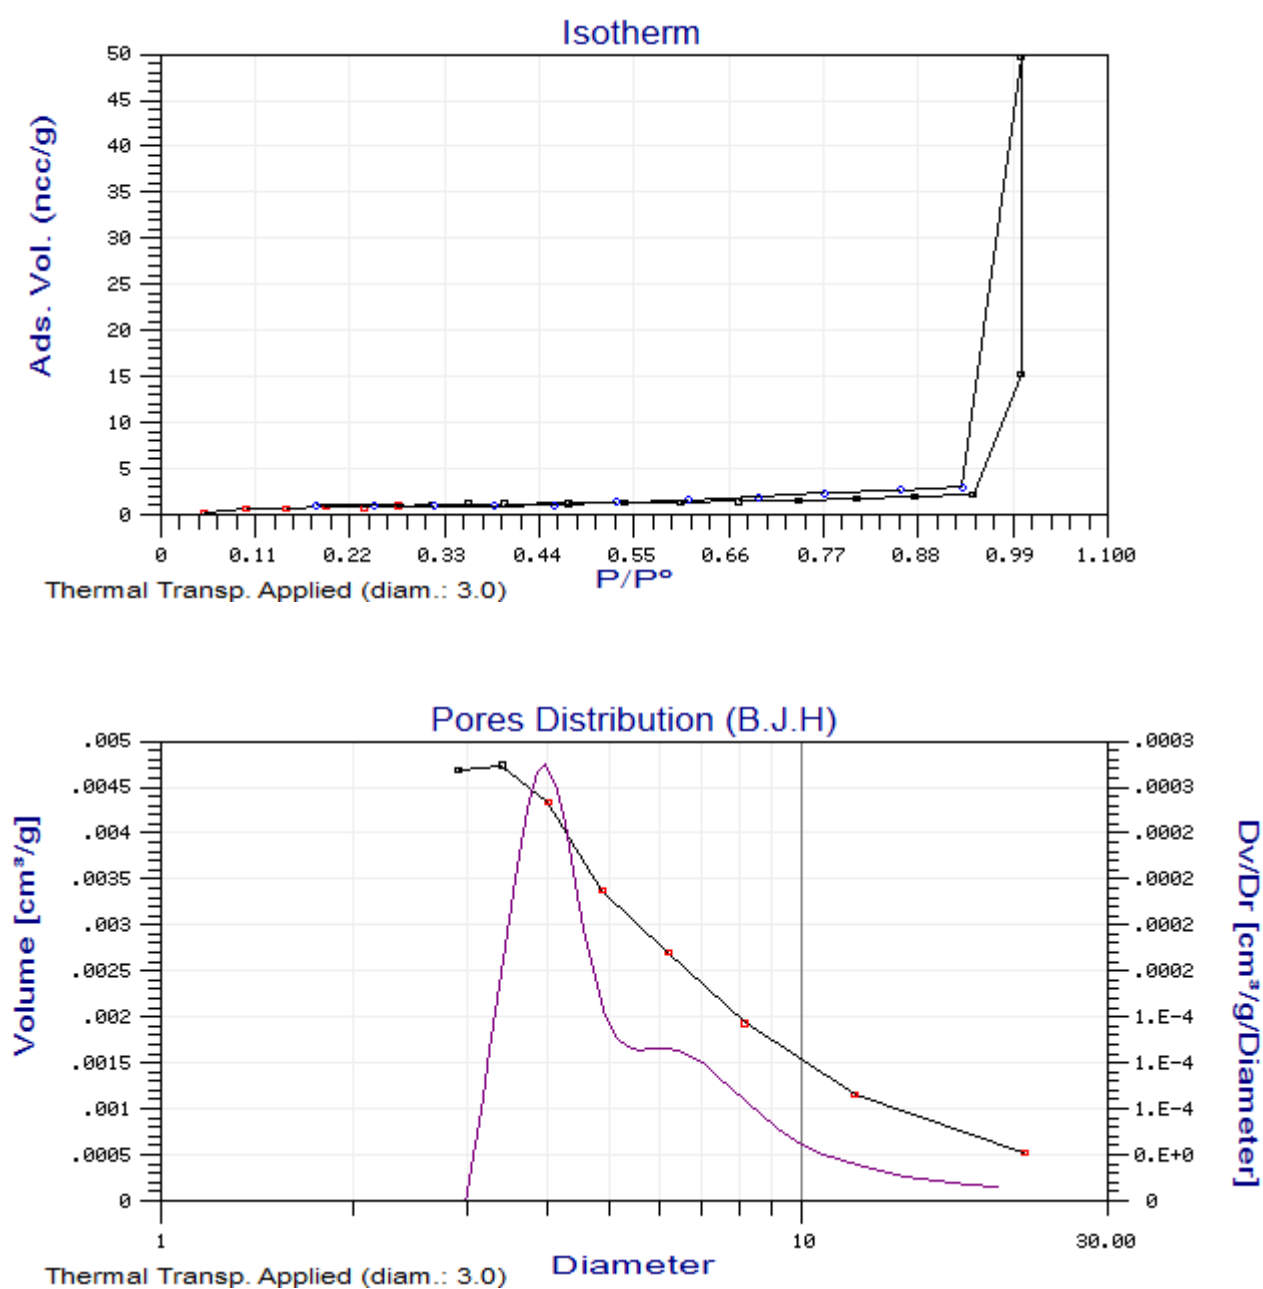 Isotherm
50
45
40
35
30
25
20
15
10
5
0
Ads. Vol. (ncc/g)
0 0.11 0.22 0.33 0.44 0.55 0.66 0.77 0.88 0.99 1.100
P/P°
Thermal Transp. Applied (diam.: 3.0)
Pores Distribution (B.J.H)
.005
.0045
.004
.0035
.003
.0025
.002
.0015
.001
.0005
0
Volume [cm³/g]
.0003
.0003
.0002
.0002
.0002
.0002
1.E-4
1.E-4
1.E-4
0.E+0
0
Dv/Dr [cm³/g/Diameter]
1 10 30.00
Diameter
Thermal Transp. Applied (diam.: 3.0)